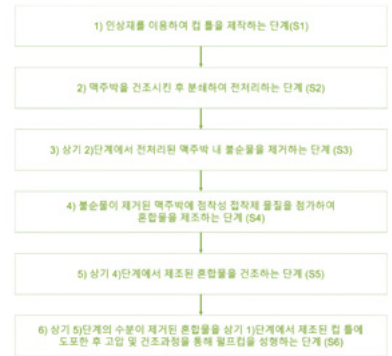 1) 인상재를 이용하여 컵 틀을 제작하는 단계(S1)
2) 맥주박을 건조시킨 후 분쇄하여 전처리하는 단계 (S2)
3) 상기 2)단계에서 전처리된 맥주박 내 불순물을 제거하는 단계 (S3)
4) 불순물이 제거된 맥주박에 점착성 접착제 물질을 첨가하여
혼합물을 제조하는 단계 (S4)
5) 상기 4)단계에서 제조된 혼합물을 건조하는 단계 (S5)
6) 상기 5)단계의 수분이 제거된 혼합물을 상기 1)단계에서 제조된 컵 틀에
도포한 후 고압 및 건조과정을 통해 펄프컵을 성형하는 단계 (S6)